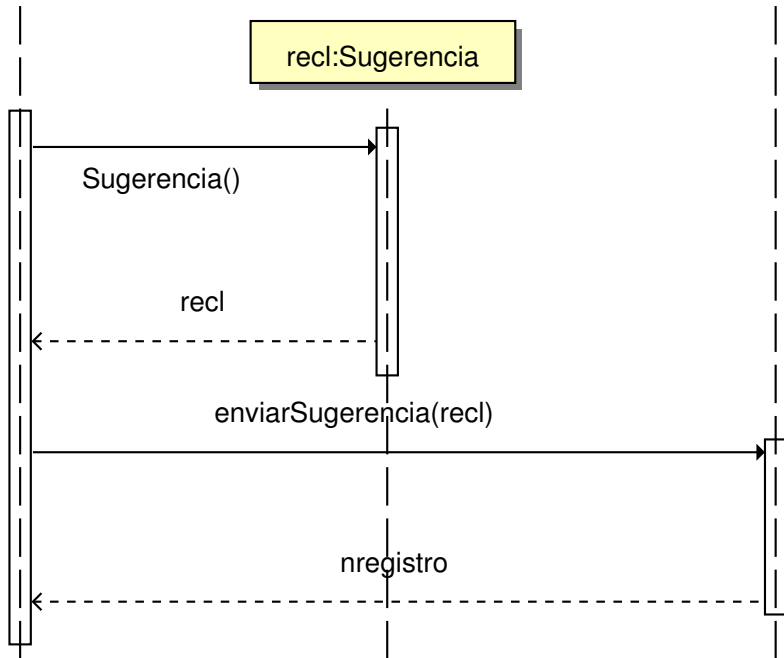 recl:Sugerencia
Sugerencia()
recl
enviarSugerencia(recl)
nregistro